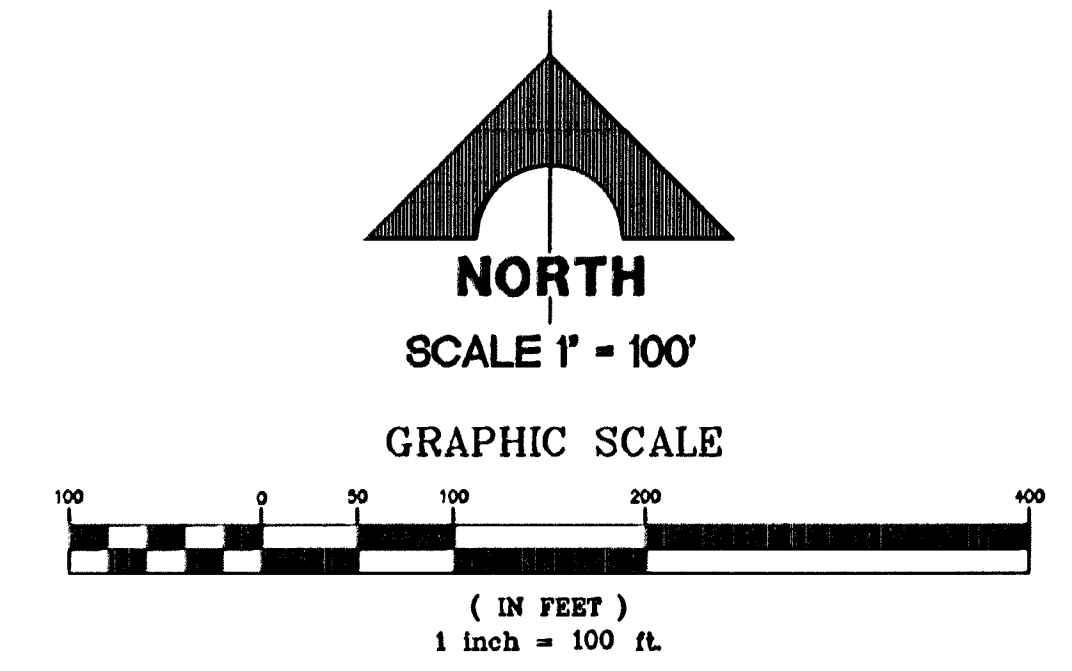 NORTH
SCALE 1" = 100'
GRAPHIC SCALE
100 0 50 100 200 400
( IN FEET )
1 inch = 100 ft.